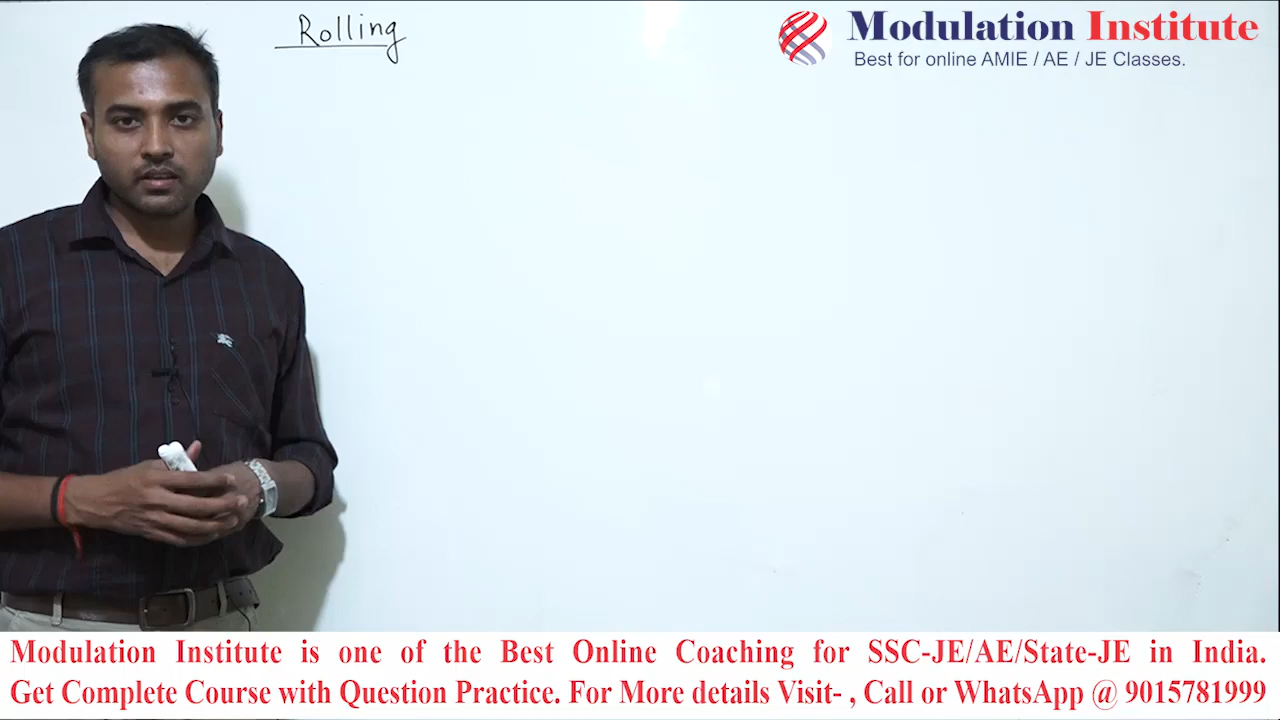 Rolling
Modulation Institute
Best for online AMIE / AE / JE Classes.
Modulation Institute is one of the Best Online Coaching for SSC-JE/AE/State-JE in India.
Get Complete Course with Question Practice. For More details Visit- , Call or WhatsApp @ 9015781999